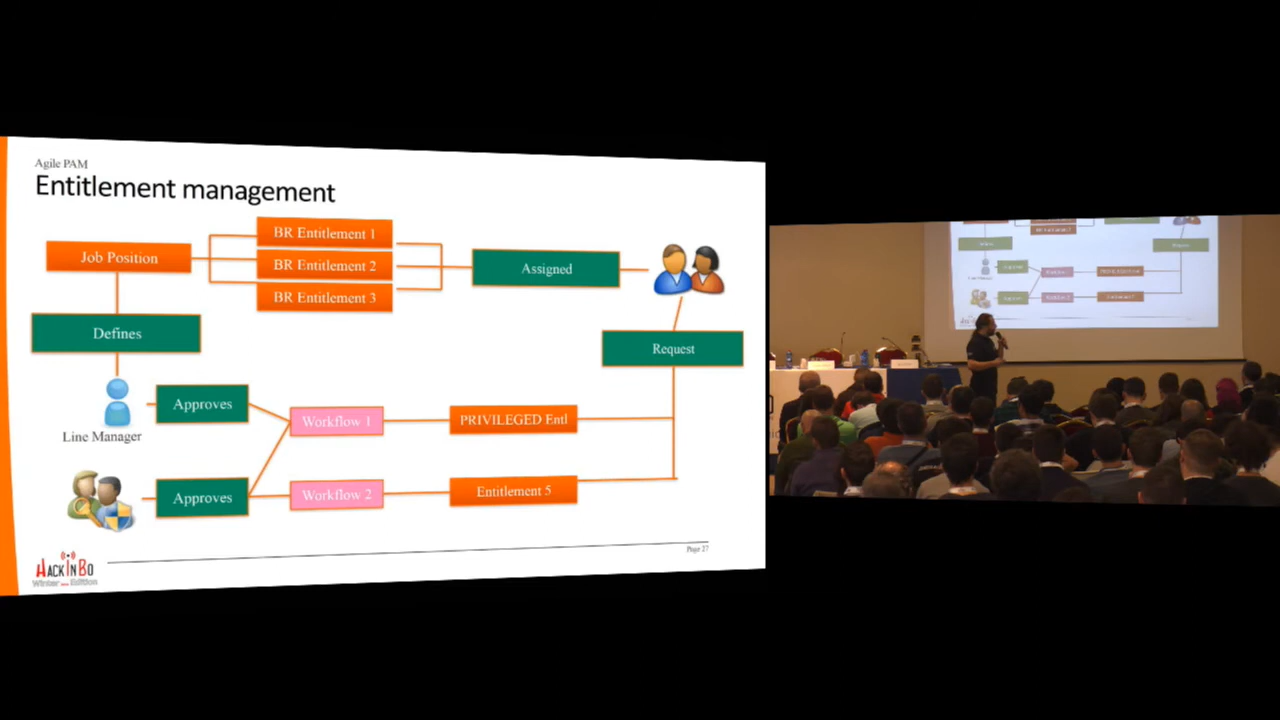 Agile PAM
Entitlement management
Job Position
BR Entitlement 1
BR Entitlement 2
BR Entitlement 3
Assigned
Defines
Request
Line Manager
Approves
Workflow 1
PRIVILEGED Entl
Approves
Workflow 2
Entitlement 5
HackInBo
Winter Edition
Page 27